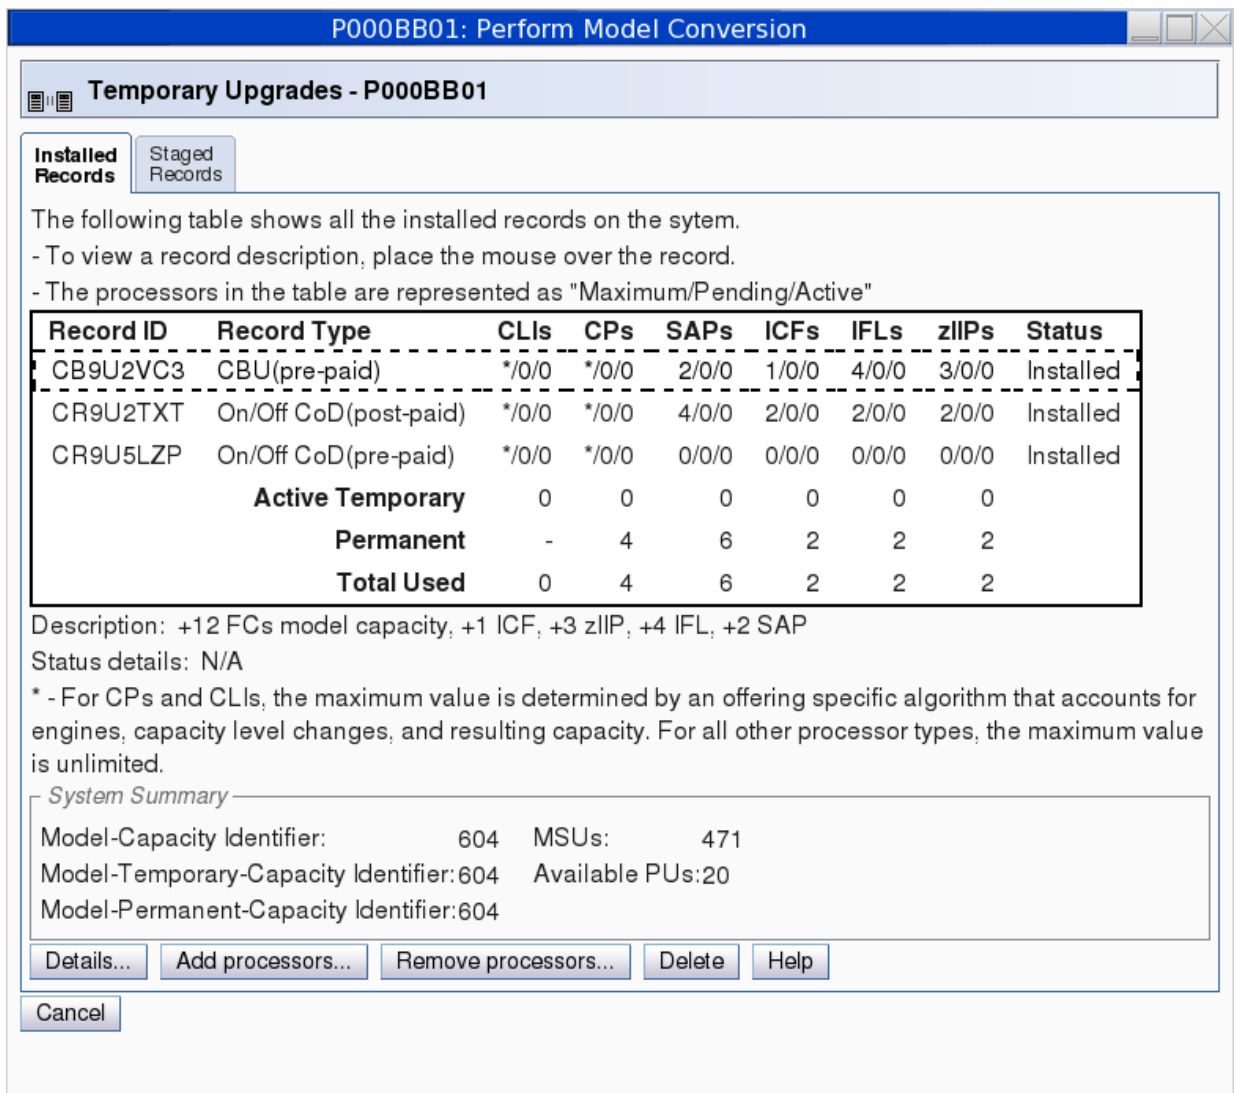 P000BB01: Perform Model Conversion
Temporary Upgrades - P000BB01
Installed Records
Staged Records
The following table shows all the installed records on the sytem.
- To view a record description, place the mouse over the record.
- The processors in the table are represented as "Maximum/Pending/Active"
Record ID Record Type CLIs CPs SAPs ICFs IFLs zIIPs Status
CB9U2VC3 CBU(pre-paid) */0/0 */0/0 2/0/0 1/0/0 4/0/0 3/0/0 Installed
CR9U2TXT On/Off CoD(post-paid) */0/0 */0/0 4/0/0 2/0/0 2/0/0 2/0/0 Installed
CR9U5LZP On/Off CoD(pre-paid) */0/0 */0/0 0/0/0 0/0/0 0/0/0 0/0/0 Installed
Active Temporary 0 0 0 0 0 0
Permanent - 4 6 2 2 2
Total Used 0 4 6 2 2 2
Description: +12 FCs model capacity, +1 ICF, +3 zIIP, +4 IFL, +2 SAP
Status details: N/A
* - For CPs and CLIs, the maximum value is determined by an offering specific algorithm that accounts for
engines, capacity level changes, and resulting capacity. For all other processor types, the maximum value
is unlimited.
System Summary
Model-Capacity Identifier: 604 MSUs: 471
Model-Temporary-Capacity Identifier: 604 Available PUs: 20
Model-Permanent-Capacity Identifier: 604
Details... Add processors... Remove processors... Delete Help
Cancel